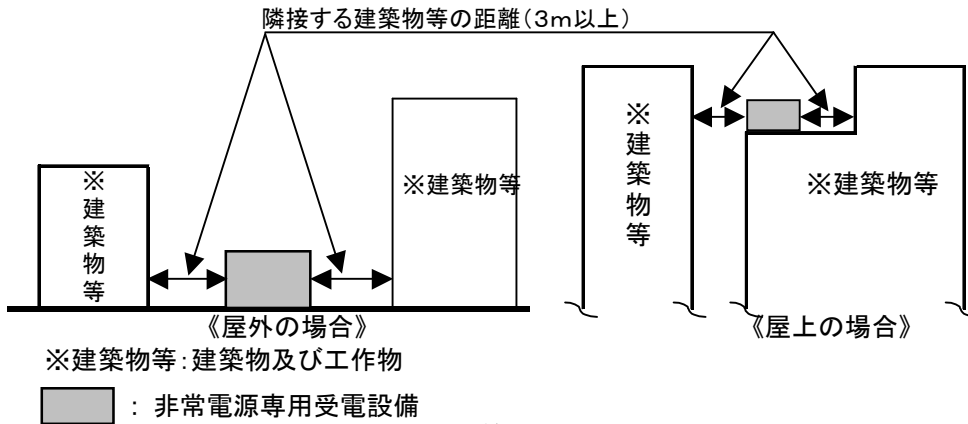 隣接する建築物等の距離(3m以上)
※建築物等
※建築物等
※建築物等
※建築物等
《屋外の場合》
《屋上の場合》
※建築物等:建築物及び工作物
: 非常電源専用受電設備